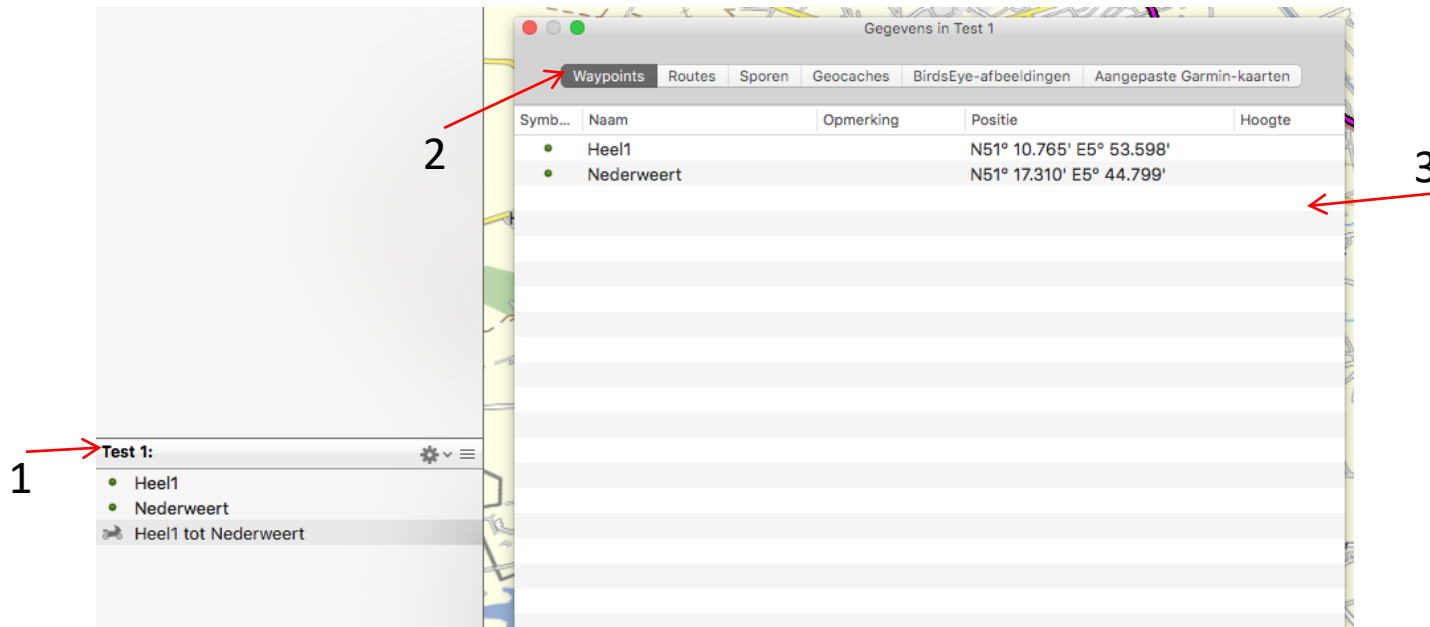 Gegevens in Test 1
Waypoints Routes Sporen Geocaches BirdsEye-afbeeldingen Aangepaste Garmin-kaarten
Symb... Naam Opmerking Positie Hoogte
2
Heel1 N51° 10.765' E5° 53.598'
3
Nederweert N51° 17.310' E5° 44.799'
Test 1:
1
Heel1
Nederweert
Heel1 tot Nederweert